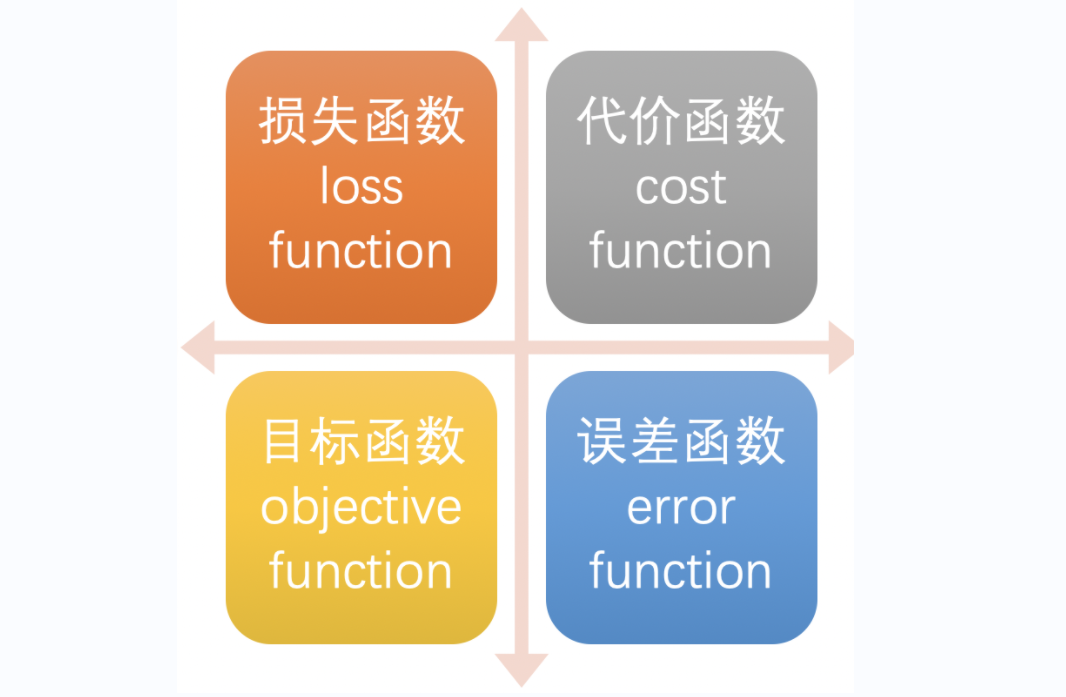 损失函数
loss
function
代价函数
cost
function
目标函数
objective
function
误差函数
error
function